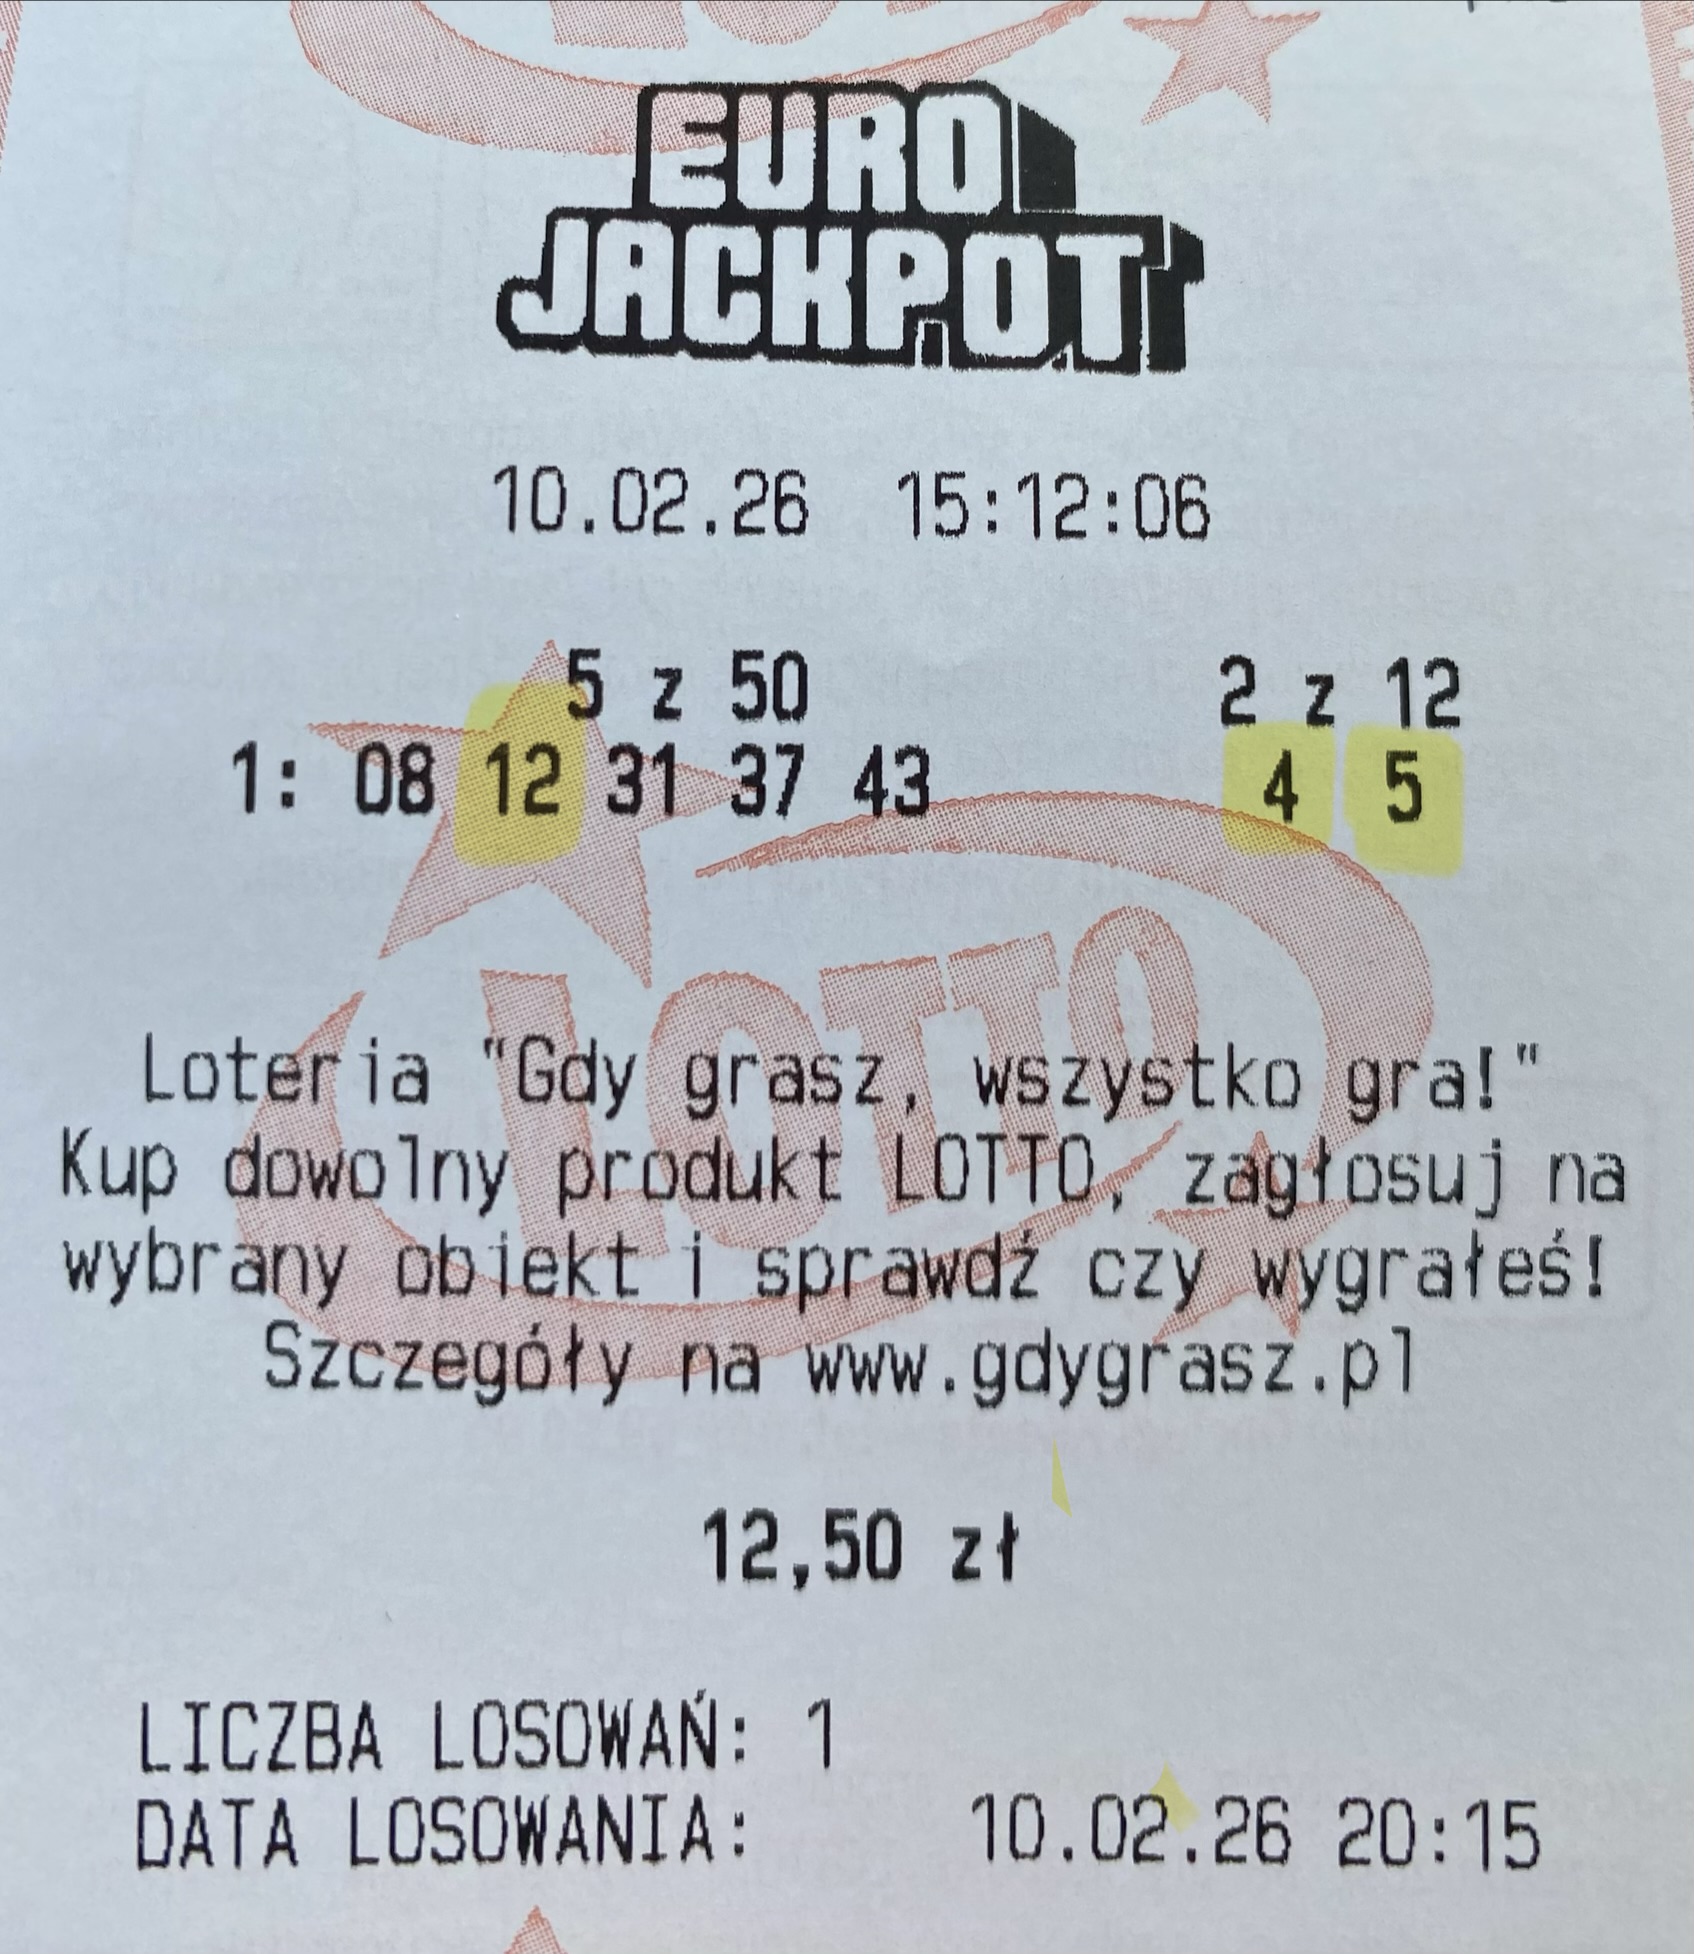 EURO
JACKPOT
10.02.26 15:12:06
5 z 50 2 z 12
1: 08 12 31 37 43 4 5
LOTTO
Loteria "Gdy grasz, wszystko gra!"
Kup dowolny produkt LOTTO, zagłosuj na
wybrany obiekt i sprawdź czy wygrałeś!
Szczegóły na www.gdygrasz.pl
12,50 zł
LICZBA LOSOWAŃ: 1
DATA LOSOWANIA: 10.02.26 20:15